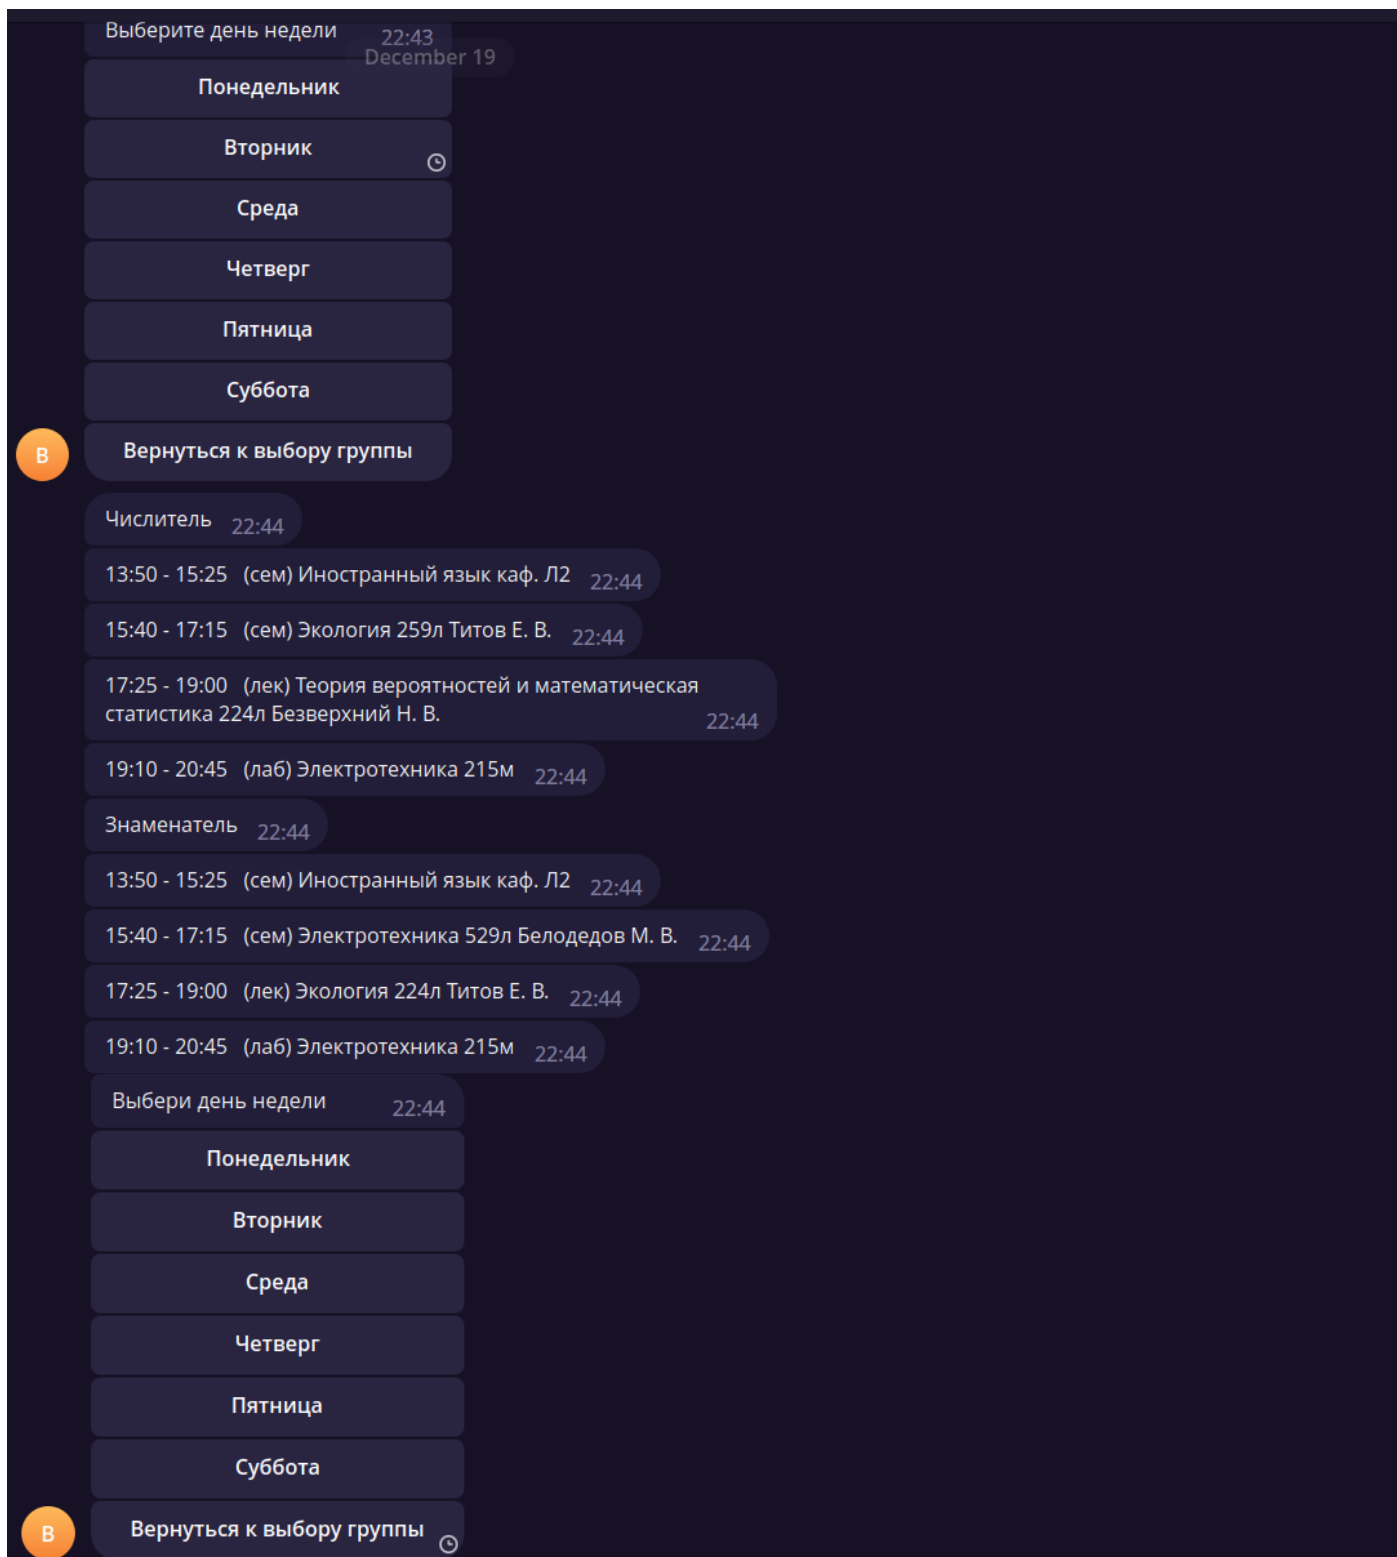 Выберите день недели 22:43
December 19
Понедельник
Вторник
Среда
Четверг
Пятница
Суббота
Вернуться к выбору группы
В
Числитель 22:44
13:50 - 15:25 (сем) Иностранный язык каф. Л2 22:44
15:40 - 17:15 (сем) Экология 259л Титов Е. В. 22:44
17:25 - 19:00 (лек) Теория вероятностей и математическая
статистика 224л Безверхний Н. В. 22:44
19:10 - 20:45 (лаб) Электротехника 215м 22:44
Знаменатель 22:44
13:50 - 15:25 (сем) Иностранный язык каф. Л2 22:44
15:40 - 17:15 (сем) Электротехника 529л Белодедов М. В. 22:44
17:25 - 19:00 (лек) Экология 224л Титов Е. В. 22:44
19:10 - 20:45 (лаб) Электротехника 215м 22:44
Выбери день недели 22:44
Понедельник
Вторник
Среда
Четверг
Пятница
Суббота
Вернуться к выбору группы
В